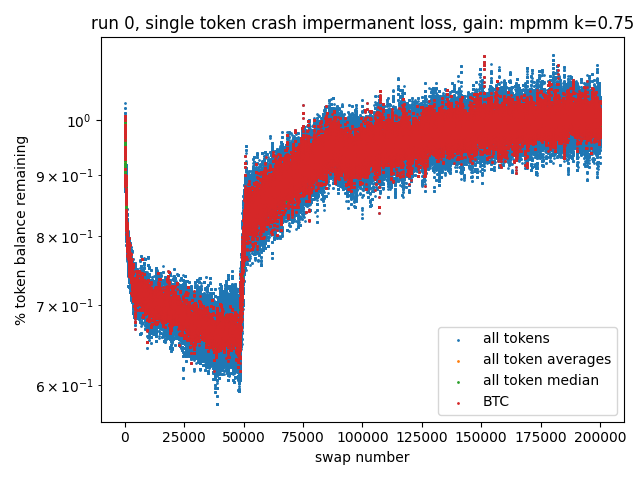 run 0, single token crash impermanent loss, gain: mpmm k=0.75
% token balance remaining
10⁰
9 × 10⁻¹
8 × 10⁻¹
7 × 10⁻¹
6 × 10⁻¹
all tokens
all token averages
all token median
BTC
0 25000 50000 75000 100000 125000 150000 175000 200000
swap number